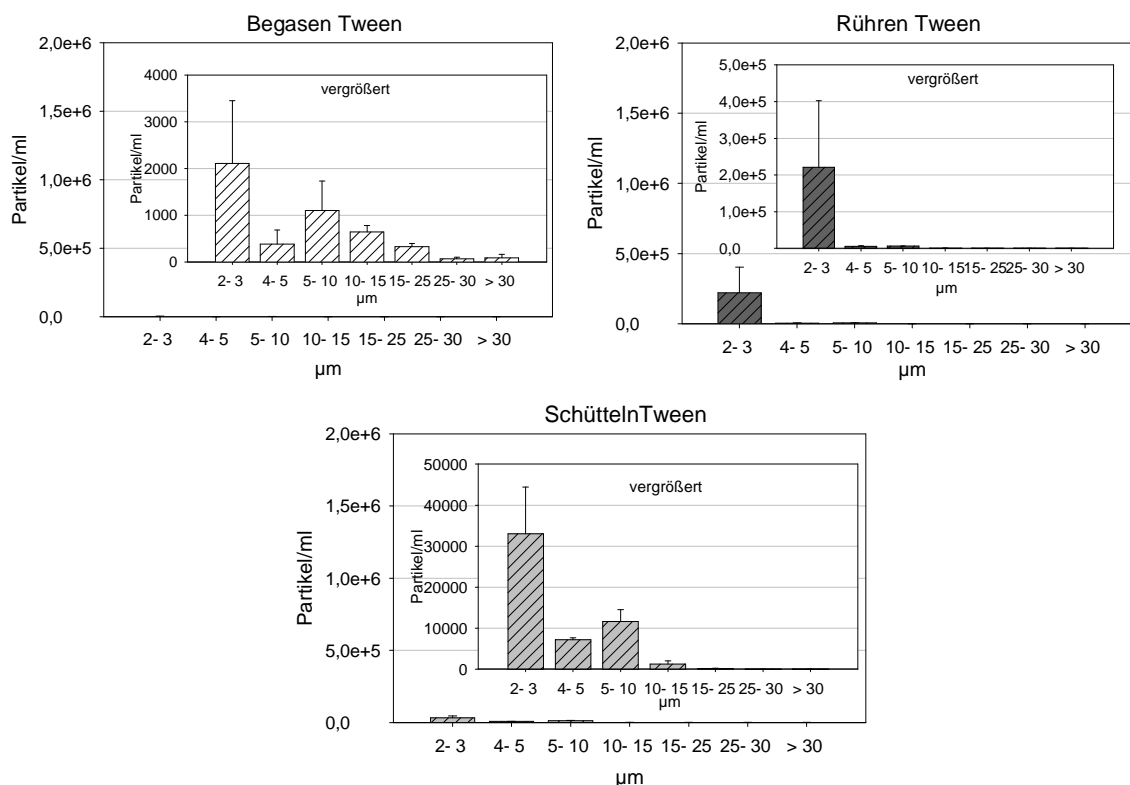 Begasen Tween
2,0e+6
1,5e+6
1,0e+6
5,0e+5
0,0
Partikel/ml
vergrößert
4000
3000
2000
1000
0
Partikel/ml
2- 3 4- 5 5- 10 10- 15 15- 25 25- 30 > 30
µm
2- 3 4- 5 5- 10 10- 15 15- 25 25- 30 > 30
µm
Rühren Tween
2,0e+6
1,5e+6
1,0e+6
5,0e+5
0,0
Partikel/ml
vergrößert
5,0e+5
4,0e+5
3,0e+5
2,0e+5
1,0e+5
0,0
Partikel/ml
2- 3 4- 5 5- 10 10- 15 15- 25 25- 30 > 30
µm
2- 3 4- 5 5- 10 10- 15 15- 25 25- 30 > 30
µm
SchüttelnTween
2,0e+6
1,5e+6
1,0e+6
5,0e+5
0,0
Partikel/ml
vergrößert
50000
40000
30000
20000
10000
0
Partikel/ml
2- 3 4- 5 5- 10 10- 15 15- 25 25- 30 > 30
µm
2- 3 4- 5 5- 10 10- 15 15- 25 25- 30 > 30
µm